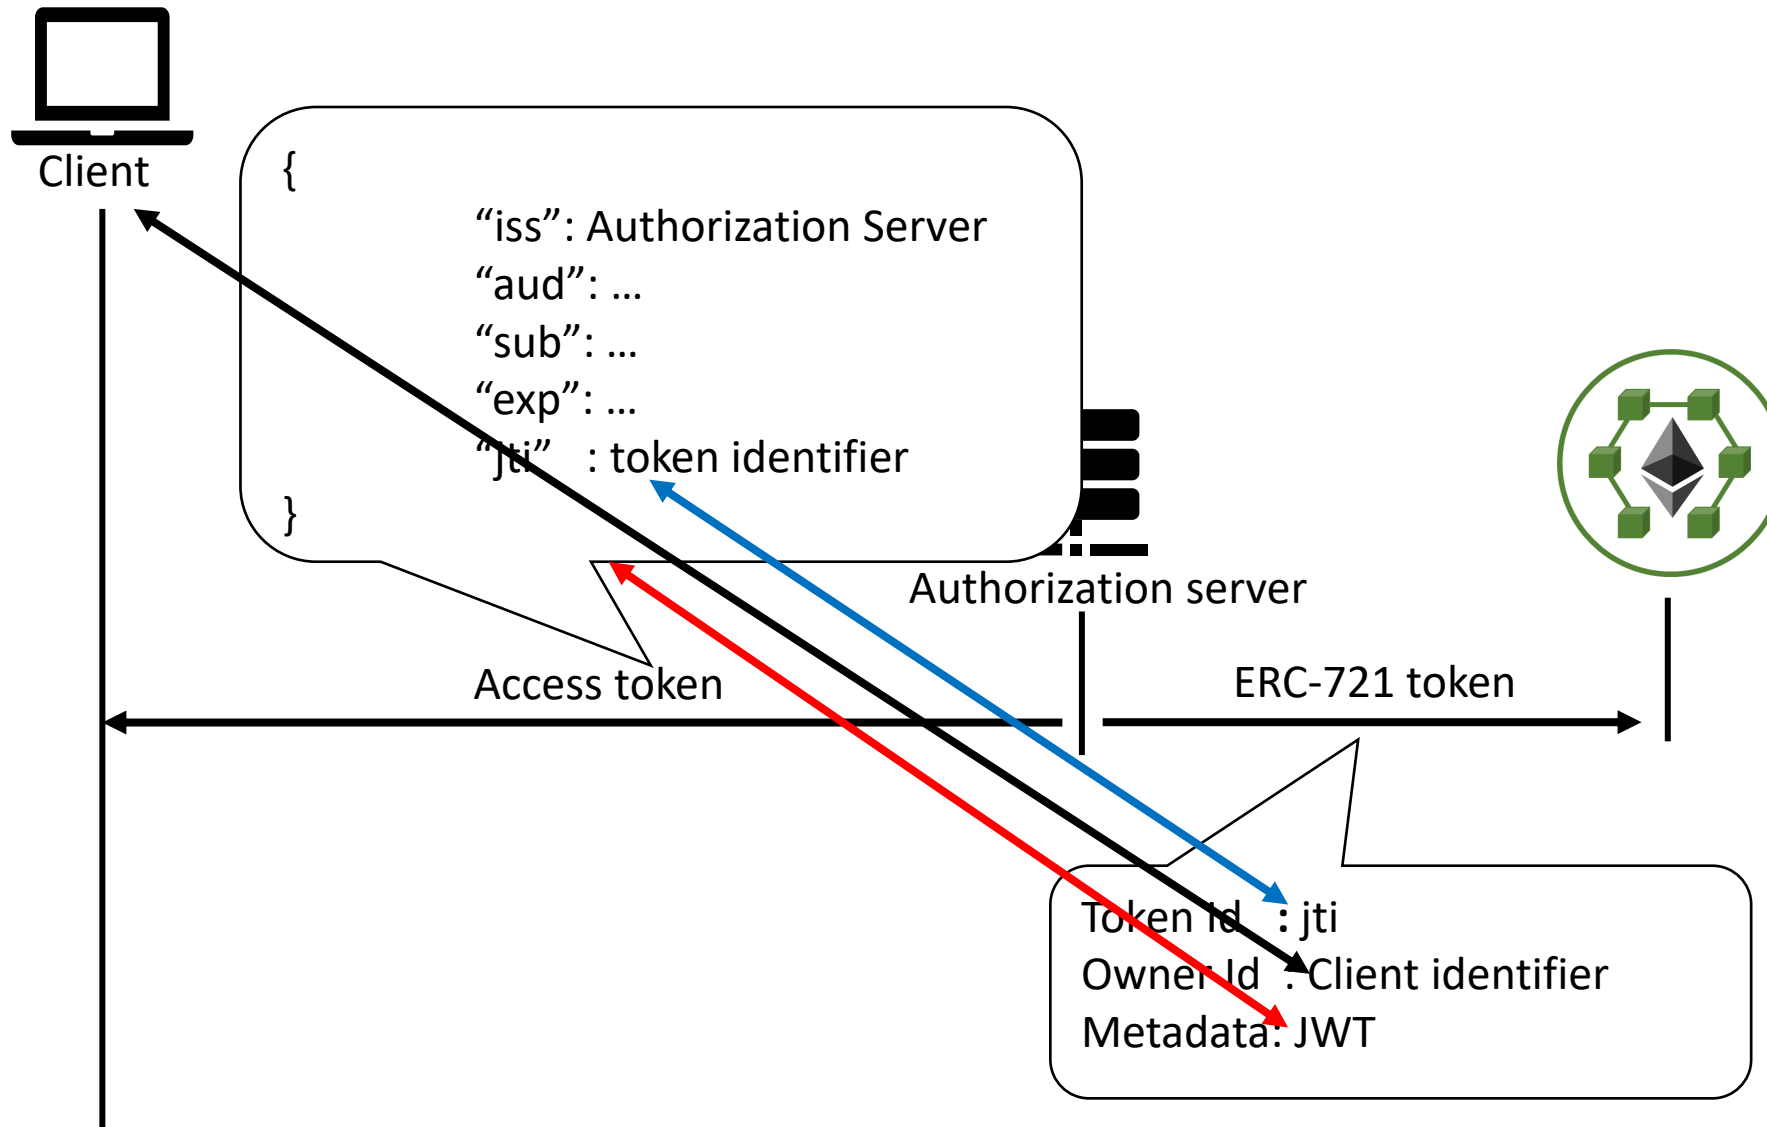 Client
{
“iss”: Authorization Server
“aud”: …
“sub”: …
“exp”: …
“jti” : token identifier
}
Authorization server
Access token
ERC-721 token
Token Id : jti
Owner Id : Client identifier
Metadata: JWT